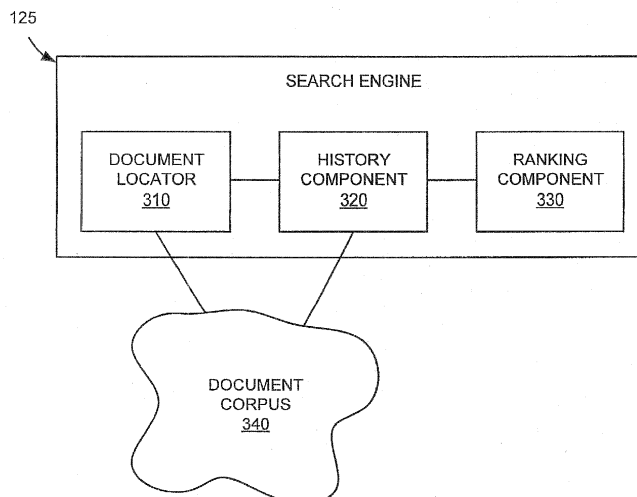 125
SEARCH ENGINE
DOCUMENT
LOCATOR
310
HISTORY
COMPONENT
320
RANKING
COMPONENT
330
DOCUMENT
CORPUS
340